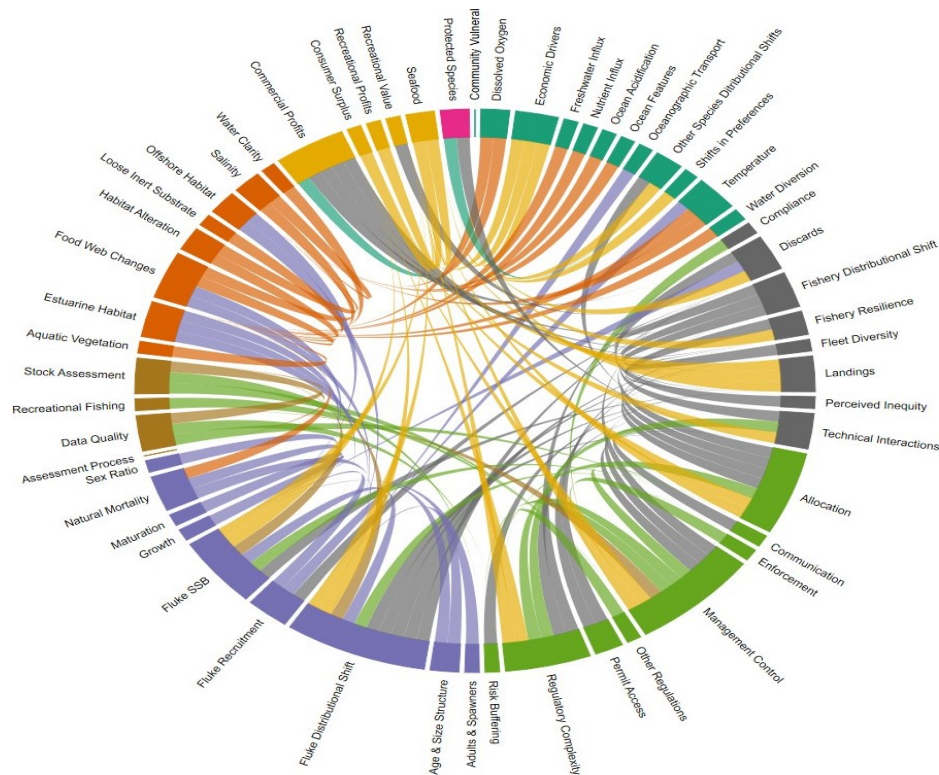 Community Vulneral
Dissolved Oxygen
Economic Drivers
Freshwater Influx
Nutrient Influx
Ocean Acidification
Ocean Features
Oceanographic Transport
Other Species Ditributional Shifts
Shifts in Preferences
Temperature
Water Diversion
Compliance
Discards
Fishery Distributional Shift
Fishery Resilience
Fleet Diversity
Landings
Perceived Inequity
Technical Interactions
Allocation
Communication
Enforcement
Management Control
Other Regulations
Permit Access
Regulatory Complexity
Risk Buffering
Adults & Spawners
Age & Size Structure
Fluke Distributional Shift
Fluke Recruitment
Fluke SSB
Growth
Maturation
Natural Mortality
Sex Ratio
Assessment Process
Data Quality
Recreational Fishing
Stock Assessment
Aquatic Vegetation
Estuarine Habitat
Food Web Changes
Habitat Alteration
Loose Inert Substrate
Offshore Habitat
Salinity
Water Clarity
Commercial Profits
Consumer Surplus
Recreational Profits
Recreational Value
Seafood
Protected Species